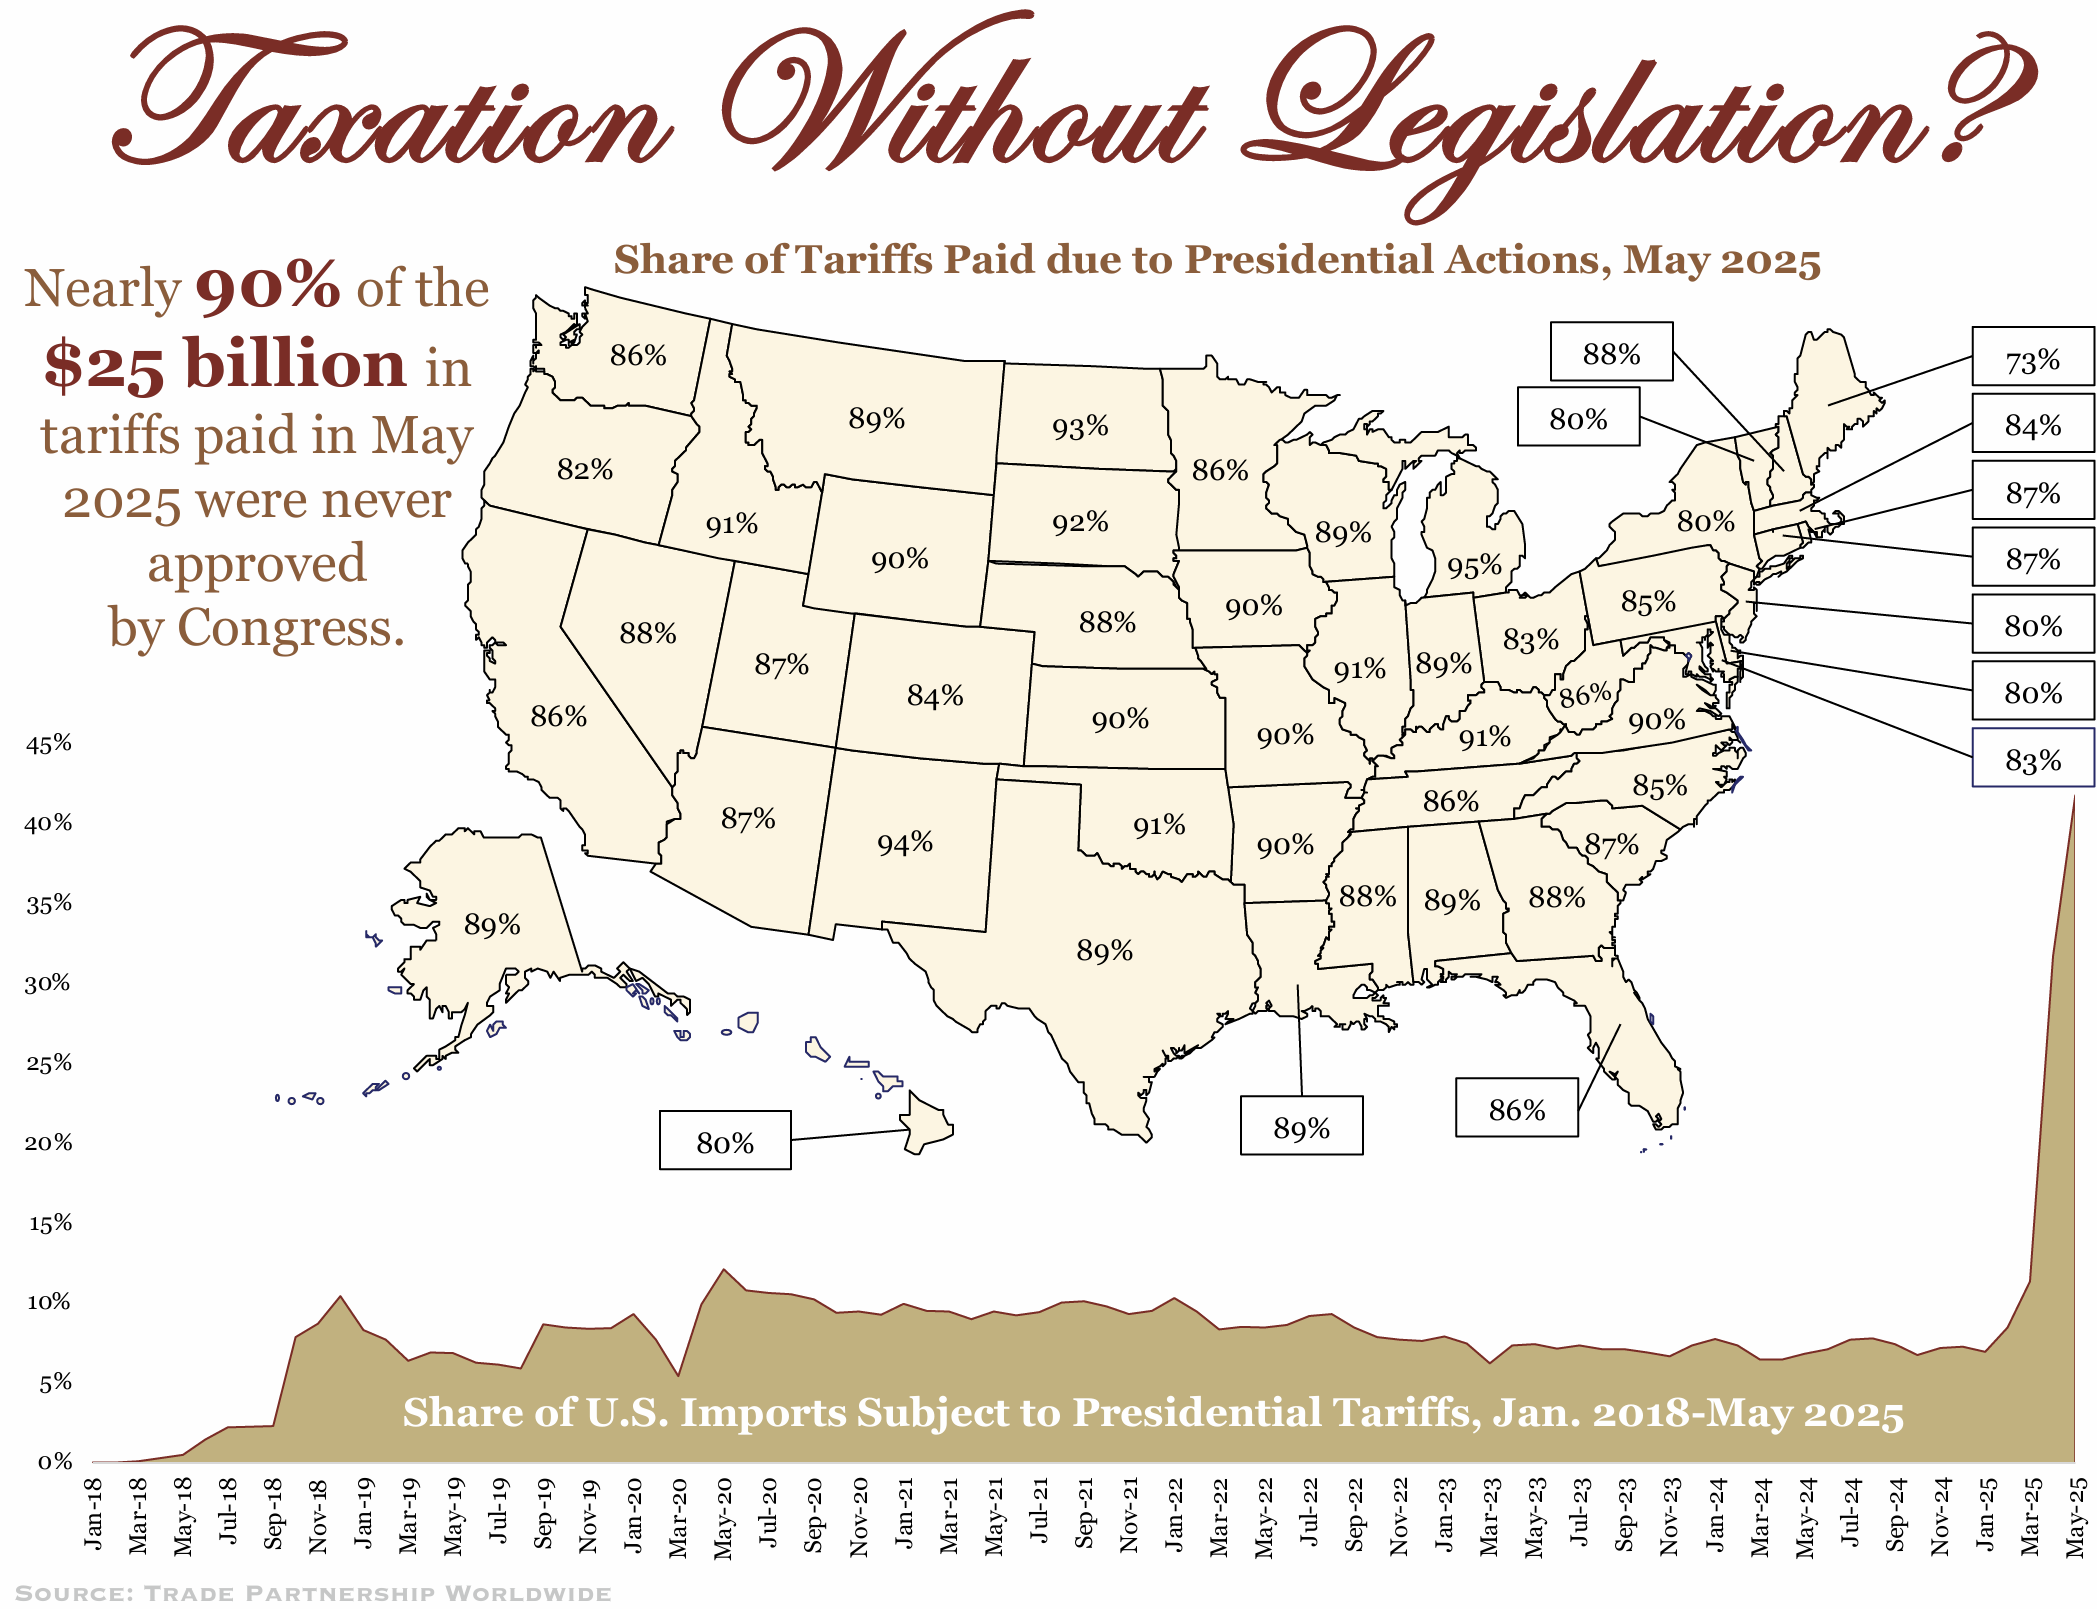 Taxation Without Legislation?
Share of Tariffs Paid due to Presidential Actions, May 2025
Nearly 90% of the
$25 billion in
tariffs paid in May
2025 were never
approved
by Congress.
86%
82%
91%
89%
93%
92%
90%
88%
87%
84%
88%
90%
86%
87%
94%
91%
89%
86%
90%
90%
90%
89%
91%
95%
89%
83%
91%
86%
88%
89%
88%
87%
85%
90%
86%
85%
80%
88%
80%
73%
84%
87%
87%
80%
80%
83%
89%
80%
89%
86%
45%
40%
35%
30%
25%
20%
15%
10%
5%
0%
Share of U.S. Imports Subject to Presidential Tariffs, Jan. 2018-May 2025
Jan-18
Mar-18
May-18
Jul-18
Sep-18
Nov-18
Jan-19
Mar-19
May-19
Jul-19
Sep-19
Nov-19
Jan-20
Mar-20
May-20
Jul-20
Sep-20
Nov-20
Jan-21
Mar-21
May-21
Jul-21
Sep-21
Nov-21
Jan-22
Mar-22
May-22
Jul-22
Sep-22
Nov-22
Jan-23
Mar-23
May-23
Jul-23
Sep-23
Nov-23
Jan-24
Mar-24
May-24
Jul-24
Sep-24
Nov-24
Jan-25
Mar-25
May-25
Source: Trade Partnership Worldwide